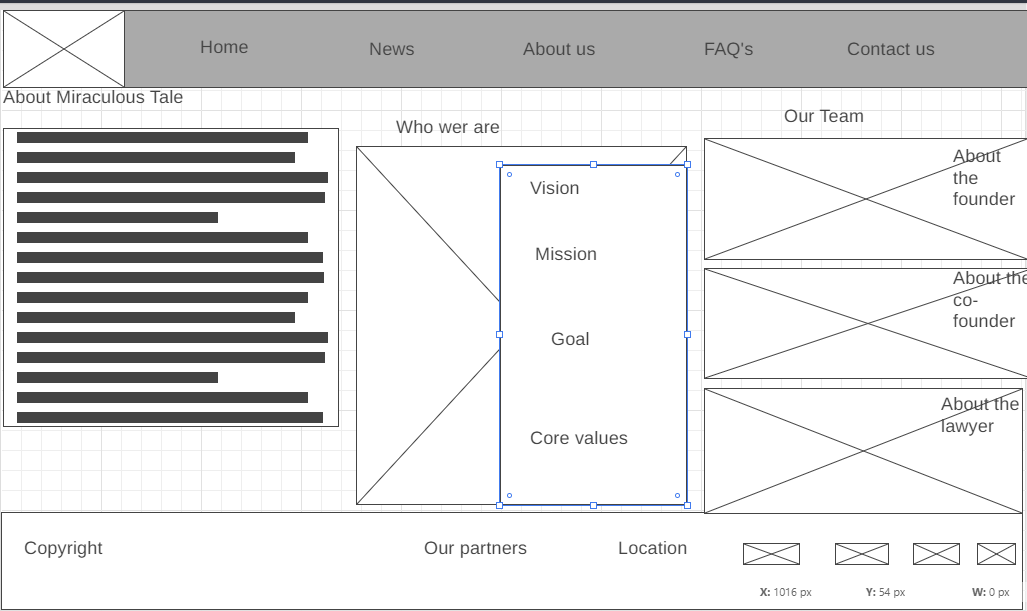 Home
News
About us
FAQ's
Contact us
About Miraculous Tale
Who wer are
Vision
Mission
Goal
Core values
Our Team
About
the
founder
About the
co-
founder
About the
lawyer
Copyright
Our partners
Location
X: 1016 px
Y: 54 px
W: 0 px